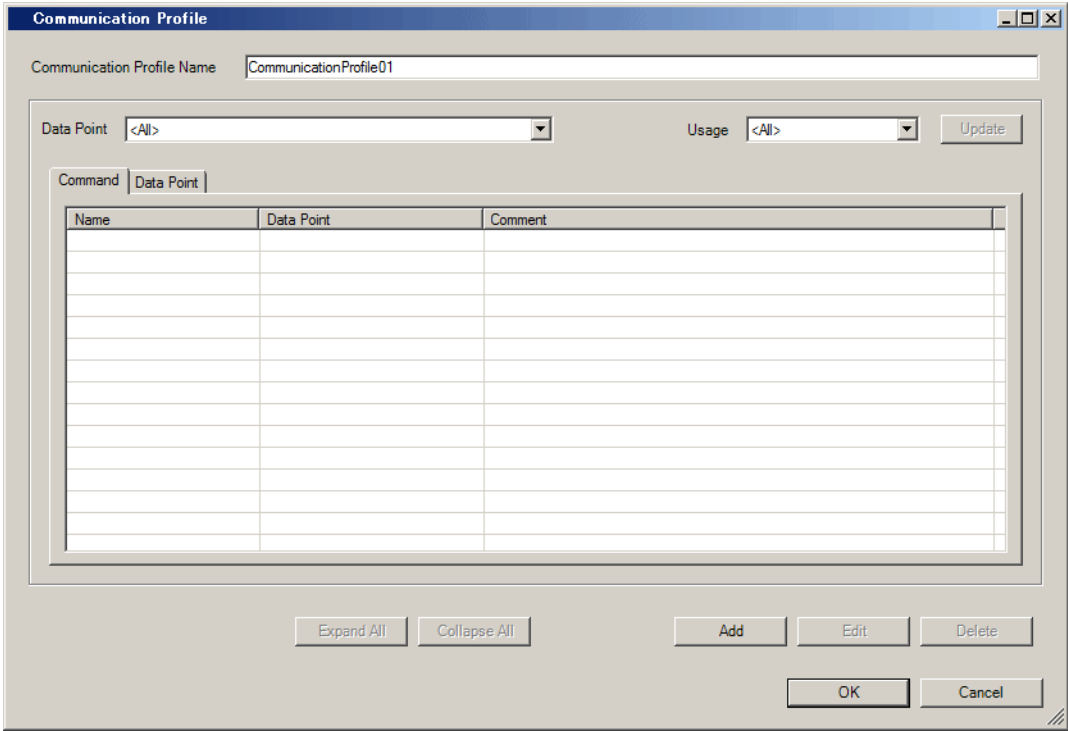 Communication Profile
Communication Profile Name CommunicationProfile01
Data Point <All> Usage <All> Update
Command Data Point
Name Data Point Comment
Expand All Collapse All Add Edit Delete
OK Cancel